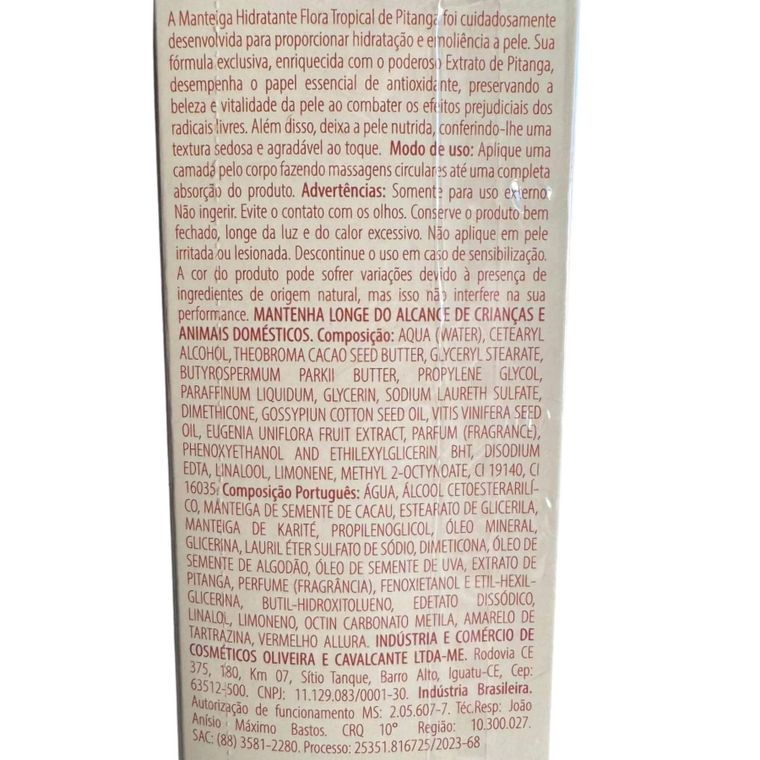 A Manteiga Hidratante Flora Tropical de Pitanga foi cuidadosamente
desenvolvida para proporcionar hidratação e emoliência a pele. Sua
fórmula exclusiva, enriquecida com o poderoso Extrato de Pitanga,
desempenha o papel essencial de antioxidante, preservando a
beleza e vitalidade da pele ao combater os efeitos prejudiciais dos
radicais livres. Além disso, deixa a pele nutrida, conferindo-lhe uma
textura sedosa e agradável ao toque. Modo de uso: Aplique uma
camada pelo corpo fazendo massagens circulares até uma completa
absorção do produto. Advertências: Somente para uso externo.
Não ingerir. Evite o contato com os olhos. Conserve o produto bem
fechado, longe da luz e do calor excessivo. Não aplique em pele
irritada ou lesionada. Descontinue o uso em caso de sensibilização.
A cor do produto pode sofrer variações devido à presença de
ingredientes de origem natural, mas isso não interfere na sua
performance. MANTENHA LONGE DO ALCANCE DE CRIANÇAS E
ANIMAIS DOMÉSTICOS. Composição: AQUA (WATER), CETEARYL
ALCOHOL, THEOBROMA CACAO SEED BUTTER, GLYCERYL STEARATE,
BUTYROSPERMUM PARKII BUTTER, PROPYLENE GLYCOL,
PARAFFINUM LIQUIDUM, GLYCERIN, SODIUM LAURETH SULFATE,
DIMETHICONE, GOSSYPIUN COTTON SEED OIL, VITIS VINIFERA SEED
OIL, EUGENIA UNIFLORA FRUIT EXTRACT, PARFUM (FRAGRANCE),
PHENOXYETHANOL AND ETHILEXYLGLICERIN, BHT, DISODIUM
EDTA, LINALOOL, LIMONENE, METHYL 2-OCTYNOATE, CI 19140, CI
16035. Composição Português: ÁGUA, ÁLCOOL CETOESTERARILÍ-
CO, MANTEIGA DE SEMENTE DE CACAU, ESTEARATO DE GLICERILA,
MANTEIGA DE KARITÉ, PROPILENOGLICOL, ÓLEO MINERAL,
GLICERINA, LAURIL ÉTER SULFATO DE SÓDIO, DIMETICONA, ÓLEO DE
SEMENTE DE ALGODÃO, ÓLEO DE SEMENTE DE UVA, EXTRATO DE
PITANGA, PERFUME (FRAGRÂNCIA), FENOXIETANOL E ETIL-HEXIL-
GLICERINA, BUTIL-HIDROXITOLUENO, EDETATO DISSÓDICO,
LINALOL, LIMONENO, OCTIN CARBONATO METILA, AMARELO DE
TARTRAZINA, VERMELHO ALLURA. INDÚSTRIA E COMÉRCIO DE
COSMÉTICOS OLIVEIRA E CAVALCANTE LTDA-ME. Rodovia CE
375, 180, Km 07, Sítio Tanque, Barro Alto, Iguatu-CE, Cep:
63512-500. CNPJ: 11.129.083/0001-30. Indústria Brasileira.
Autorização de funcionamento MS: 2.05.607-7. Téc.Resp: João
Anísio Máximo Bastos. CRQ 10° Região: 10.300.027.
SAC: (88) 3581-2280. Processo: 25351.816725/2023-68